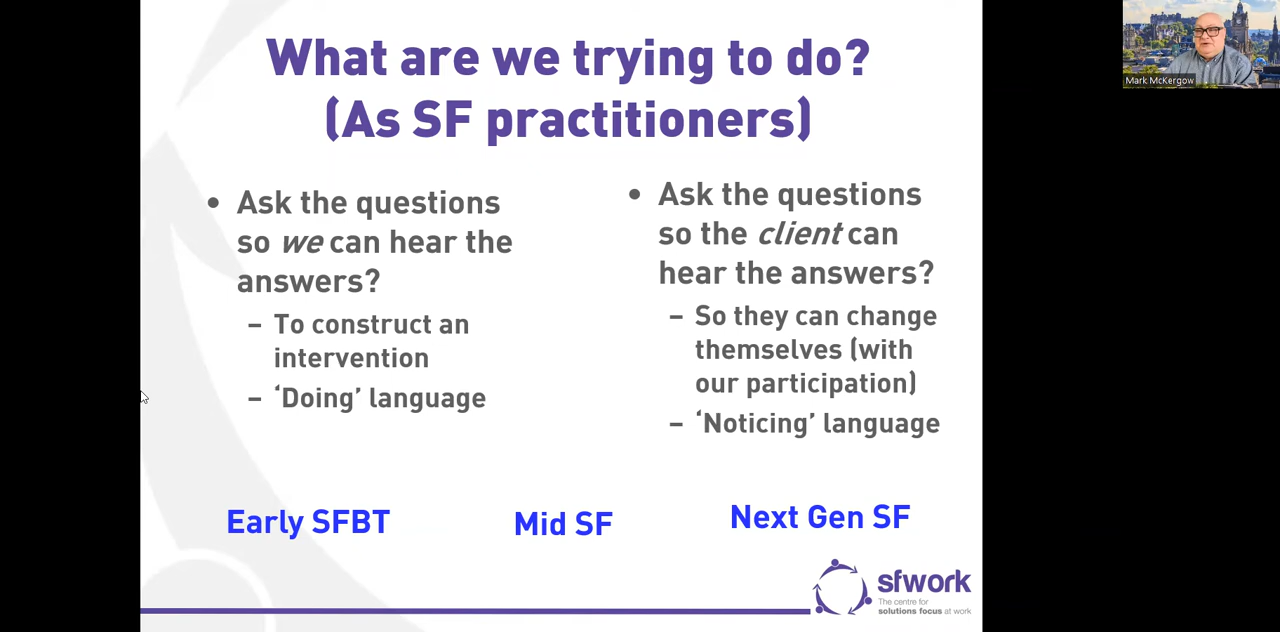 What are we trying to do?
(As SF practitioners)
• Ask the questions
so we can hear the
answers?
– To construct an
intervention
– ‘Doing’ language
• Ask the questions
so the client can
hear the answers?
– So they can change
themselves (with
our participation)
– ‘Noticing’ language
Early SFBT
Mid SF
Next Gen SF
sfwork
The centre for
solutions focus at work
Mark McKergow